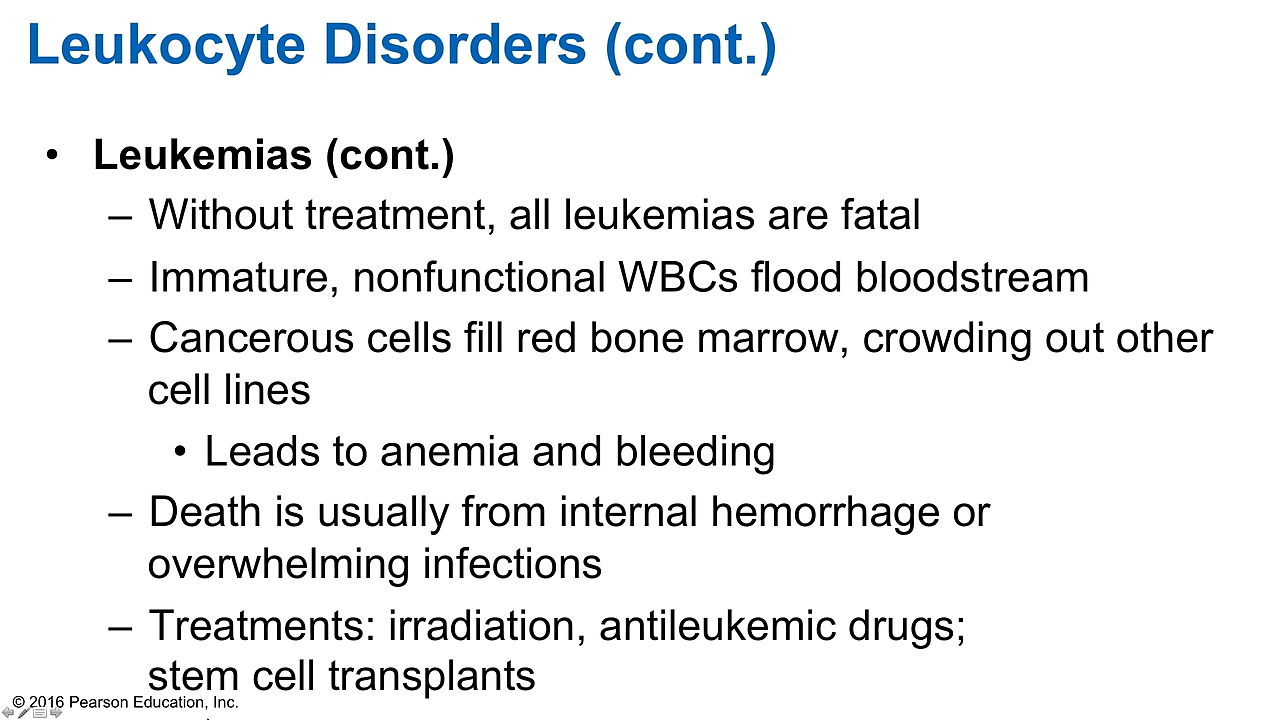 Leukocyte Disorders (cont.)
• Leukemias (cont.)
– Without treatment, all leukemias are fatal
– Immature, nonfunctional WBCs flood bloodstream
– Cancerous cells fill red bone marrow, crowding out other
cell lines
• Leads to anemia and bleeding
– Death is usually from internal hemorrhage or
overwhelming infections
– Treatments: irradiation, antileukemic drugs;
stem cell transplants
© 2016 Pearson Education, Inc.